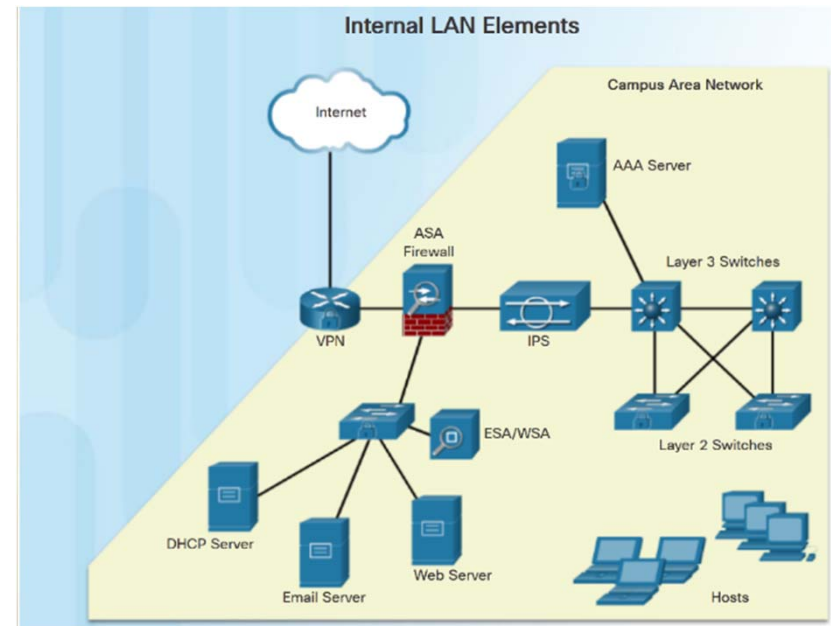 Internal LAN Elements
Campus Area Network
Internet
AAA Server
ASA
Firewall
Layer 3 Switches
VPN
IPS
ESA/WSA
Layer 2 Switches
DHCP Server
Web Server
Email Server
Hosts